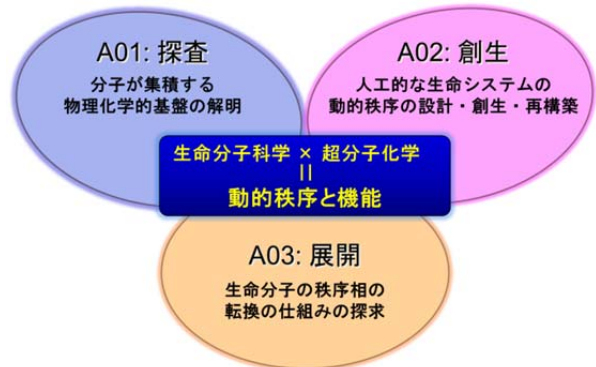 A01: 探査
分子が集積する
物理化学的基盤の解明
A02: 創生
人工的な生命システムの
動的秩序の設計・創生・再構築
生命分子科学 × 超分子化学
||
動的秩序と機能
A03: 展開
生命分子の秩序相の
転換の仕組みの探求